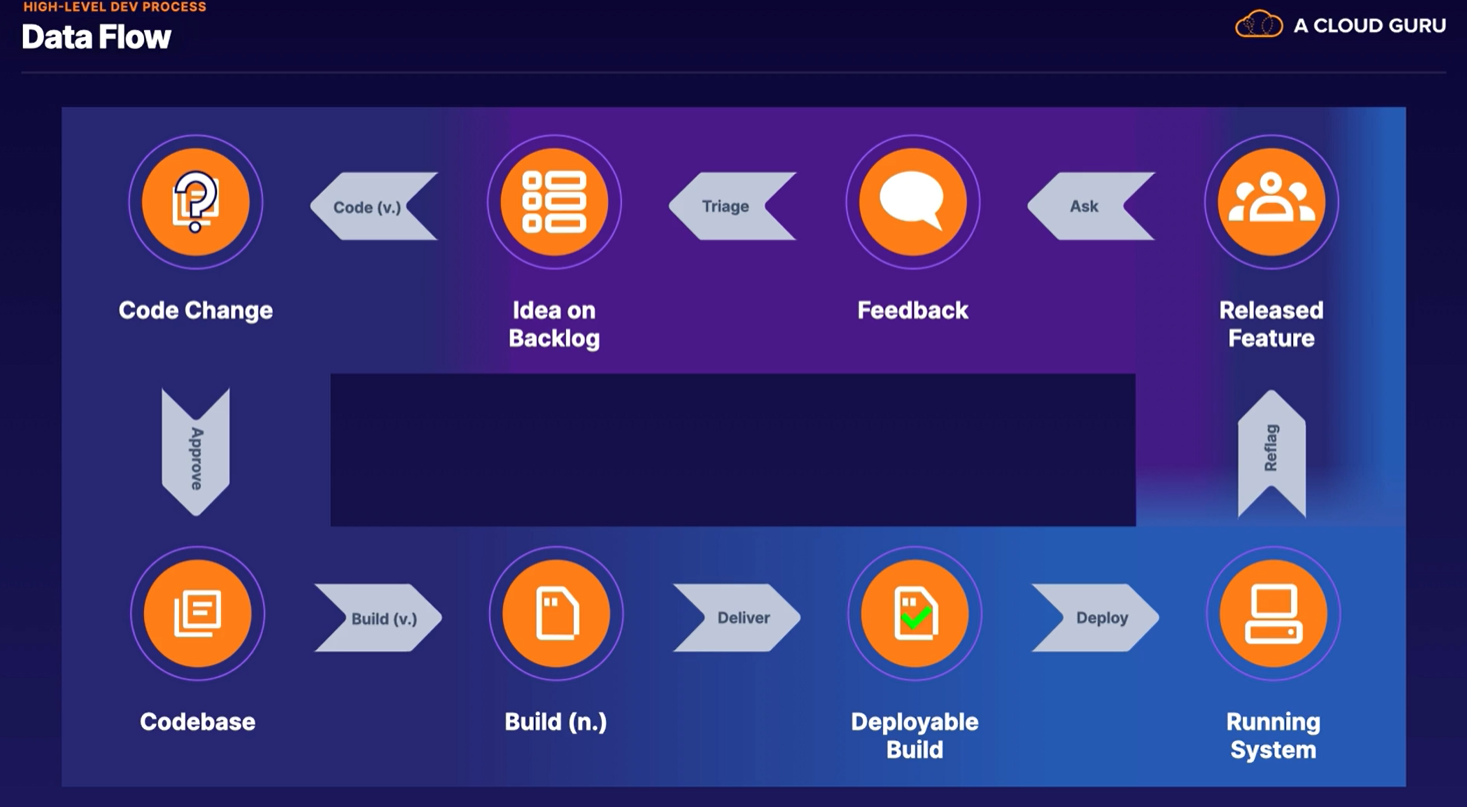 HIGH-LEVEL DEV PROCESS
Data Flow
A CLOUD GURU
Code (v.)
Triage
Ask
Code Change
Idea on
Backlog
Feedback
Released
Feature
Approve
Reflag
Build (v.)
Deliver
Deploy
Codebase
Build (n.)
Deployable
Build
Running
System